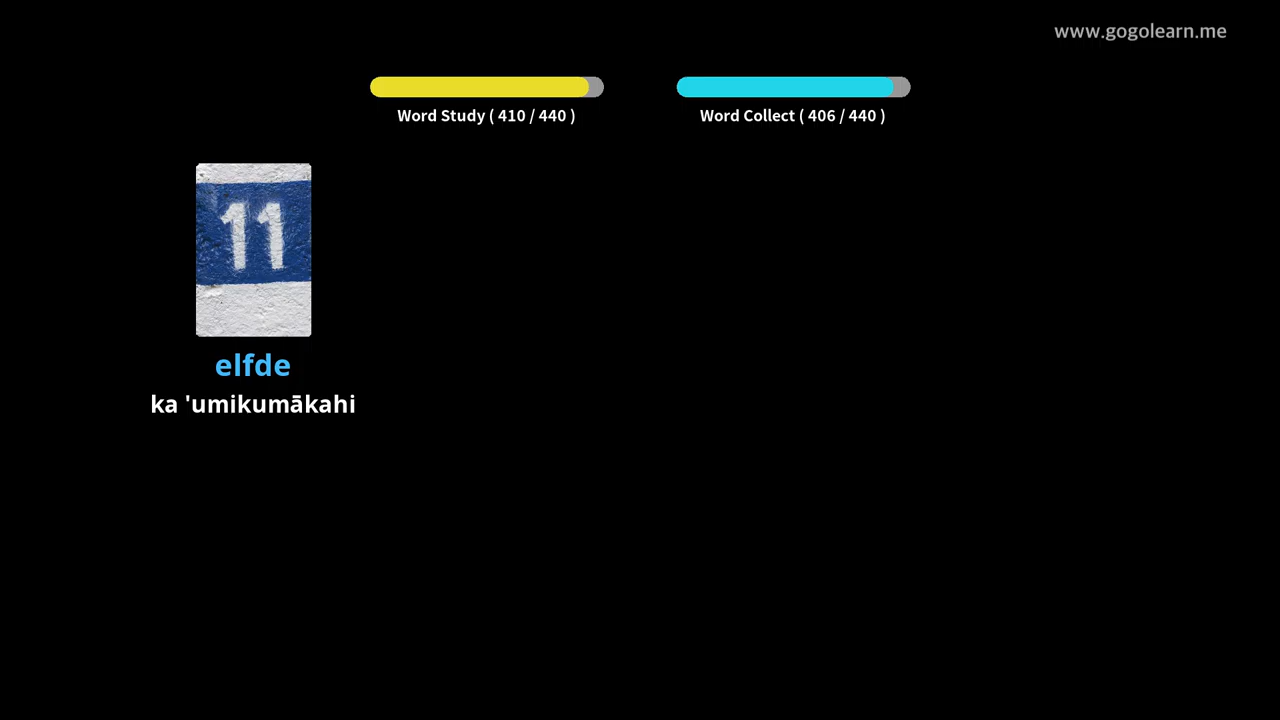 www.gogolearn.me
Word Study ( 410 / 440 )
Word Collect ( 406 / 440 )
11
elfde
ka 'umikumākahi